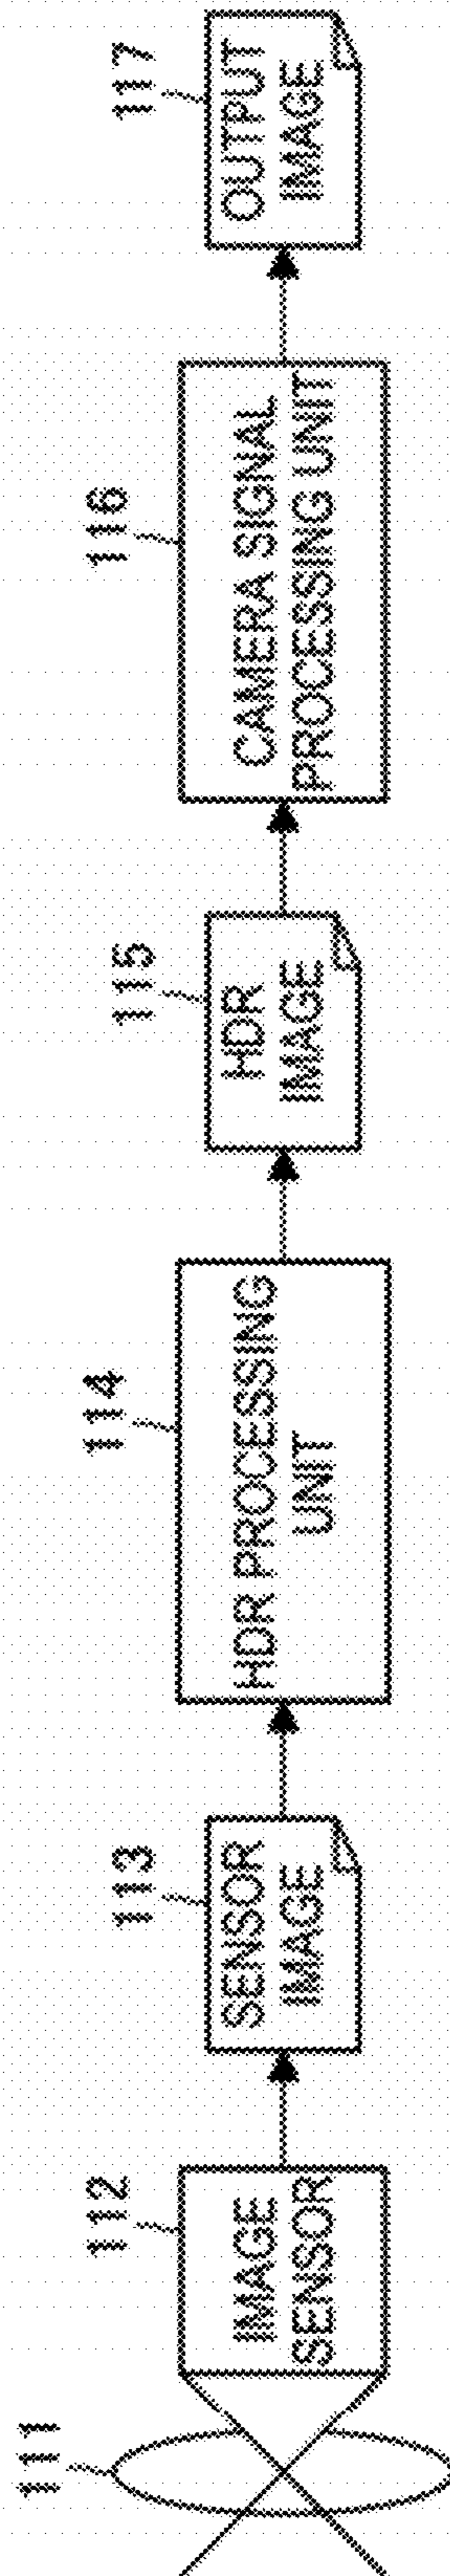 111
112
IMAGE
SENSOR
113
SENSOR
IMAGE
114
HDR PROCESSING
UNIT
115
HDR
IMAGE
116
CAMERA SIGNAL
PROCESSING UNIT
117
OUTPUT
IMAGE